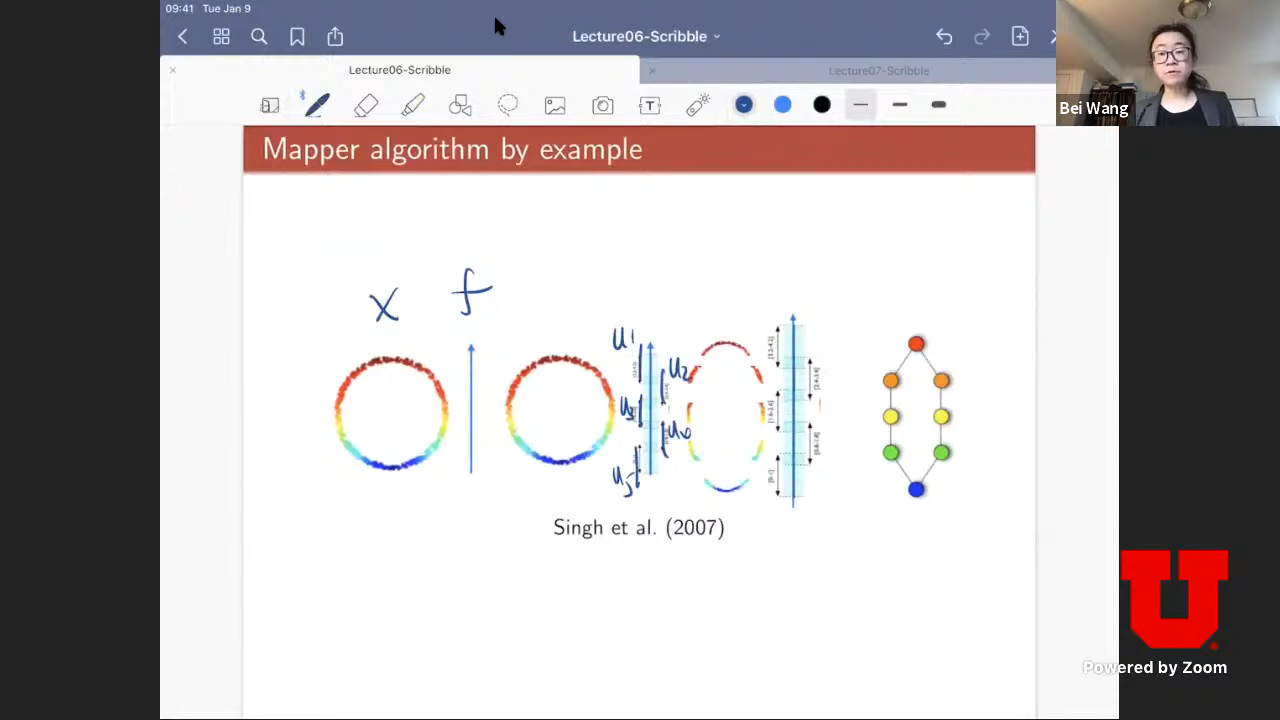 09:41 Tue Jan 9
Lecture06-Scribble
Lecture06-Scribble
Lecture07-Scribble
T
Bei Wang
Mapper algorithm by example
X f
U1
U2
U3
U4
U5
Singh et al. (2007)
U
Powered by Zoom